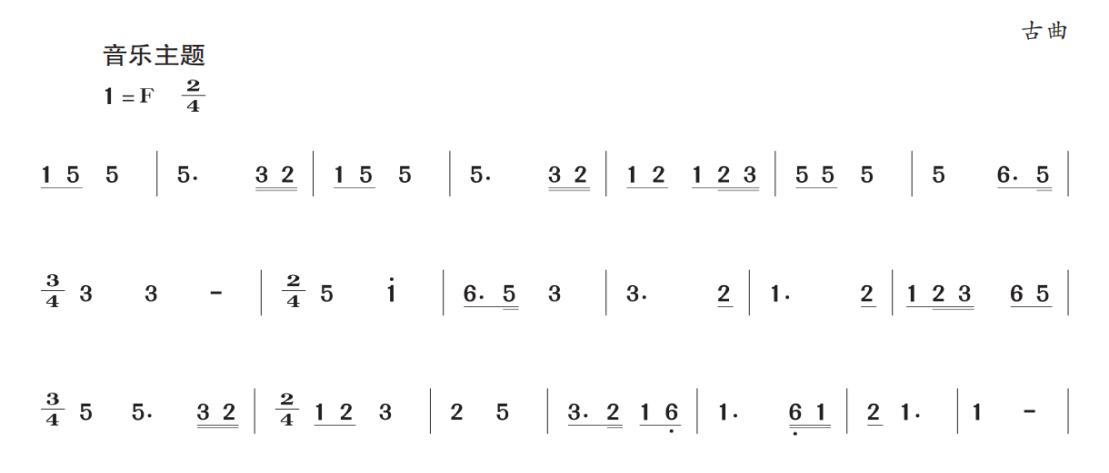 古曲
音乐主题
1=F 2/4
1 5 5 | 5. 3 2 | 1 5 5 | 5. 3 2 | 1 2 1 2 3 | 5 5 5 | 5 6. 5 |
3/4 3 3 - | 2/4 5 i | 6. 5 3 | 3. 2 | 1. 2 | 1 2 3 6 5 |
3/4 5 5. 3 2 | 2/4 1 2 3 | 2 5 | 3. 2 1 6̣ | 1. 6̣ 1 | 2 1. | 1 - |